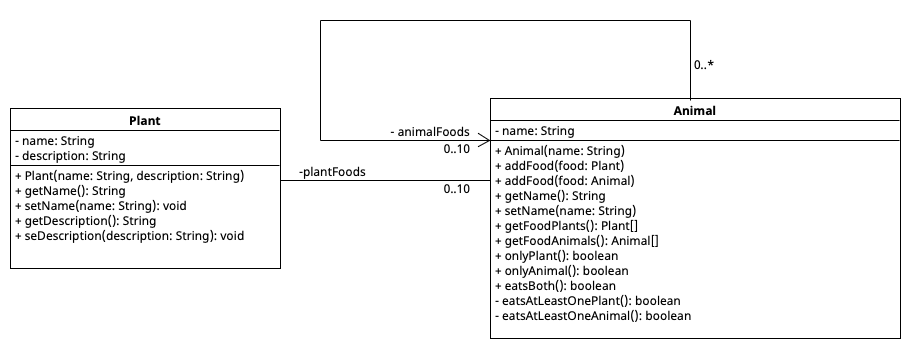 Plant
- name: String
- description: String
+ Plant(name: String, description: String)
+ getName(): String
+ setName(name: String): void
+ getDescription(): String
+ seDescription(description: String): void
-plantFoods
0..10
- animalFoods
0..10
0..*
Animal
- name: String
+ Animal(name: String)
+ addFood(food: Plant)
+ addFood(food: Animal)
+ getName(): String
+ setName(name: String)
+ getFoodPlants(): Plant[]
+ getFoodAnimals(): Animal[]
+ onlyPlant(): boolean
+ onlyAnimal(): boolean
+ eatsBoth(): boolean
- eatsAtLeastOnePlant(): boolean
- eatsAtLeastOneAnimal(): boolean